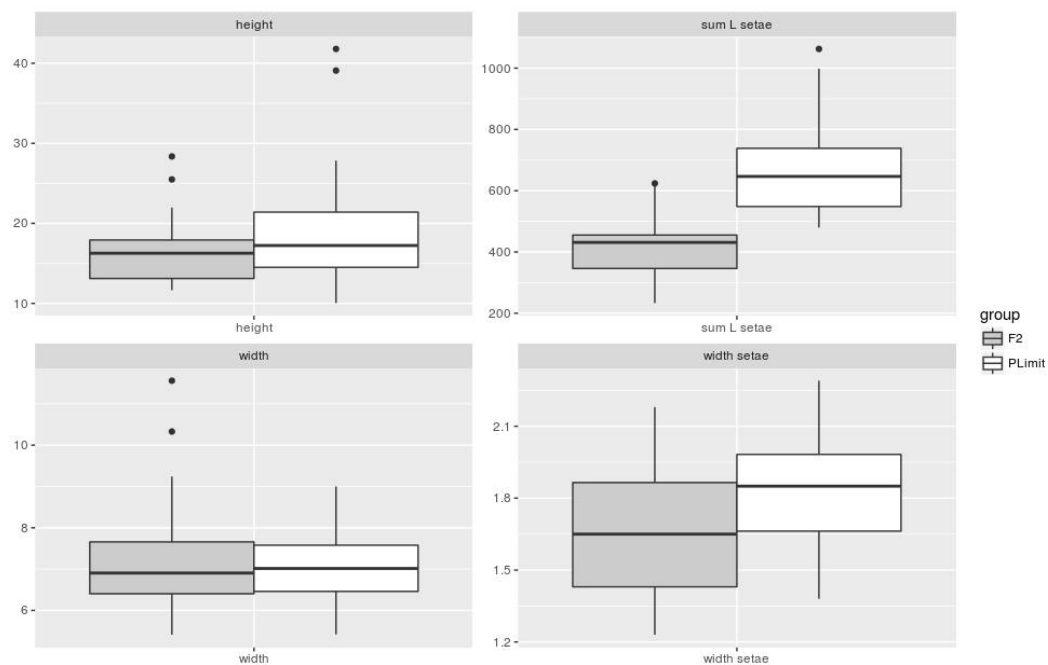 height
sum L setae
40
30
20
10
1000
800
600
400
200
height
sum L setae
width
width setae
10
8
6
2.1
1.8
1.5
1.2
width
width setae
group
F2
PLimit